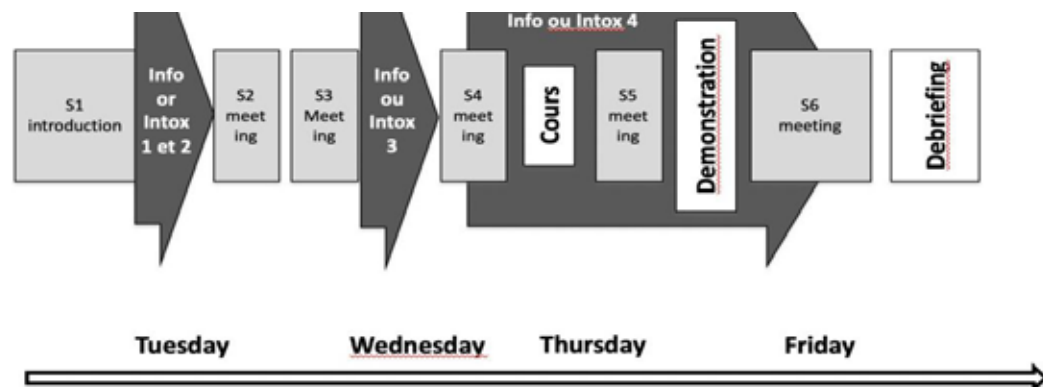 Info ou Intox 4
S1
introduction
Info
or
Intox
1 et 2
S2
meet
ing
S3
Meet
ing
Info
ou
Intox
3
S4
meet
ing
Cours
S5
meet
ing
Demonstration
S6
meeting
Debriefing
Tuesday
Wednesday
Thursday
Friday